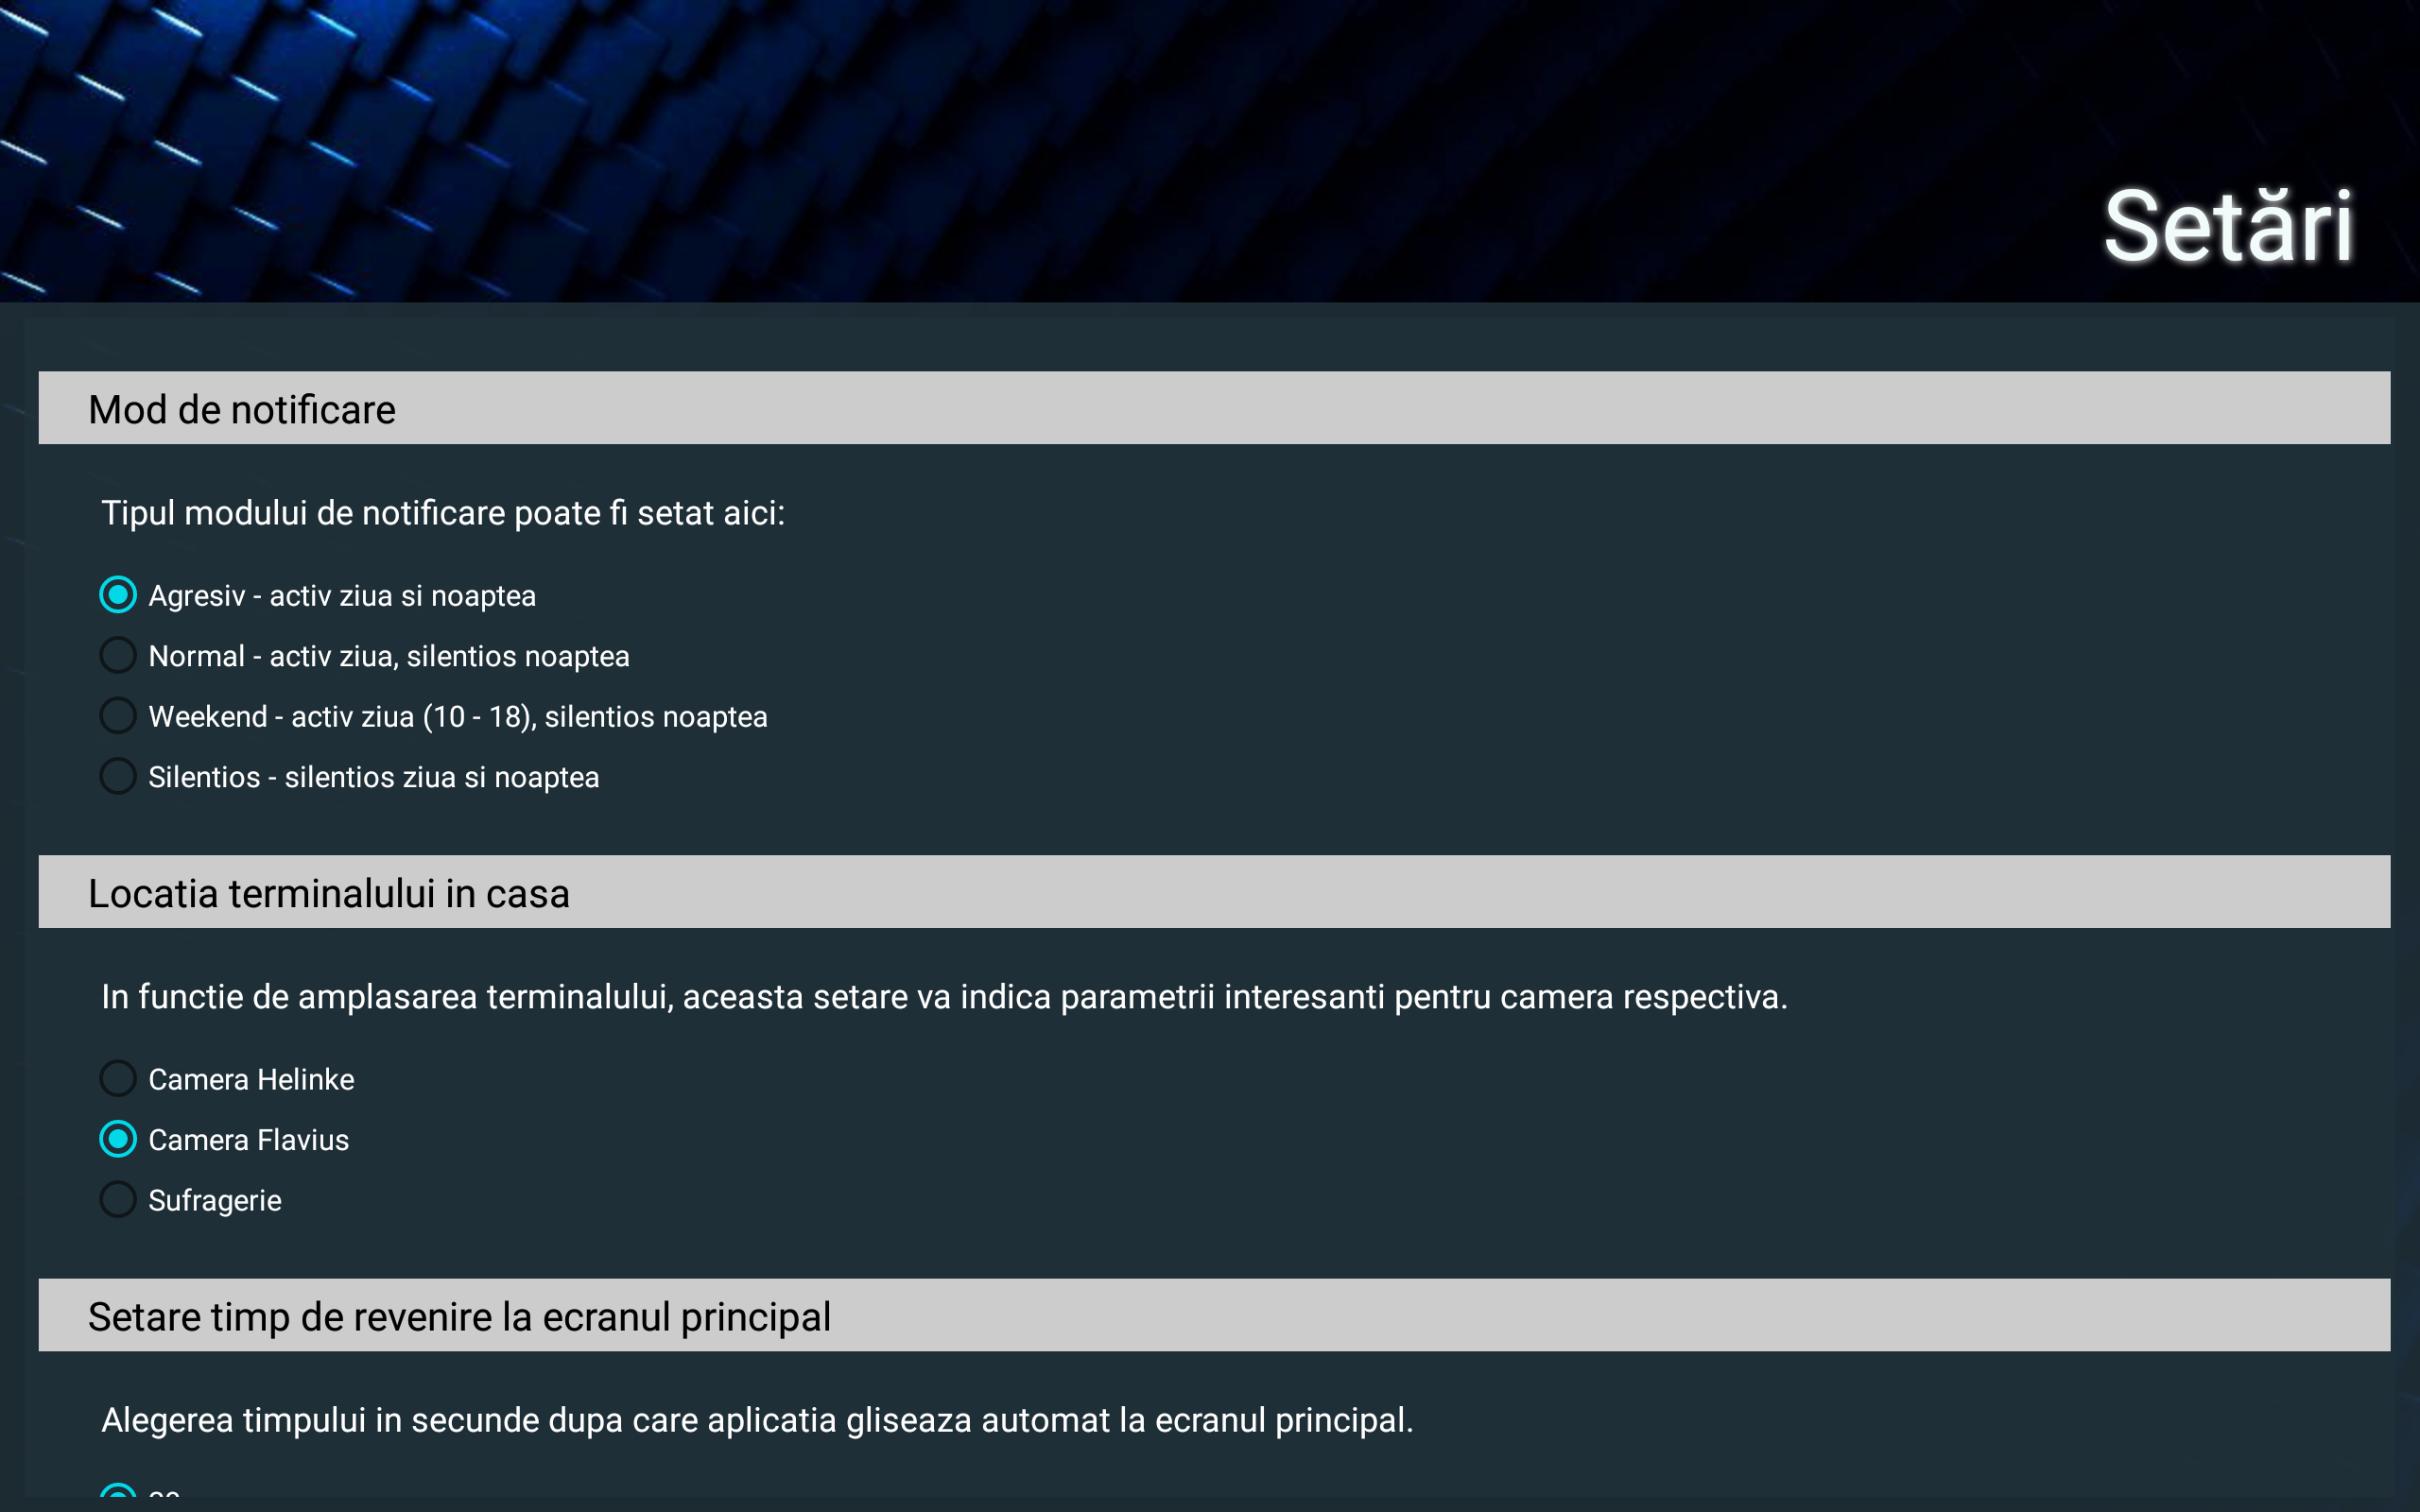 Setări
Mod de notificare
Tipul modului de notificare poate fi setat aici:
Agresiv - activ ziua si noaptea
Normal - activ ziua, silentios noaptea
Weekend - activ ziua (10 - 18), silentios noaptea
Silentios - silentios ziua si noaptea
Locatia terminalului in casa
In functie de amplasarea terminalului, aceasta setare va indica parametrii interesanti pentru camera respectiva.
Camera Helinke
Camera Flavius
Sufragerie
Setare timp de revenire la ecranul principal
Alegerea timpului in secunde dupa care aplicatia gliseaza automat la ecranul principal.